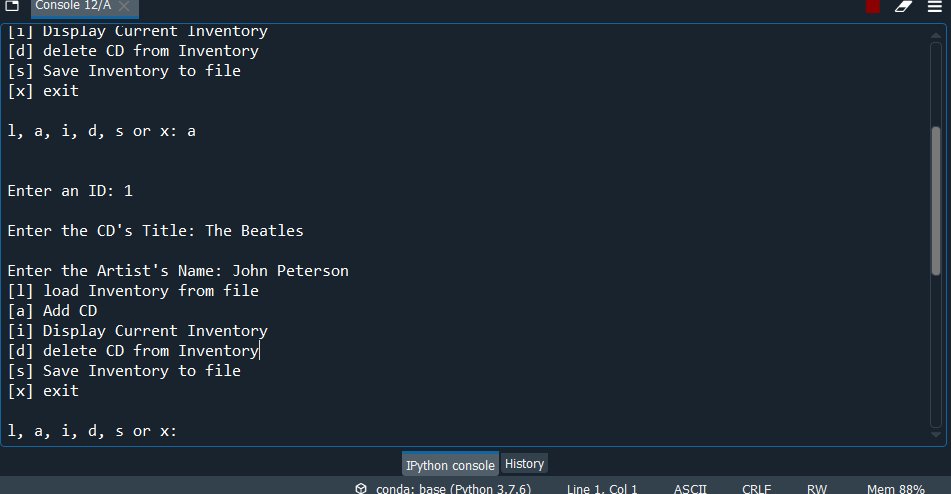 Console 12/A
[i] Display Current Inventory
[d] delete CD from Inventory
[s] Save Inventory to file
[x] exit
l, a, i, d, s or x: a
Enter an ID: 1
Enter the CD's Title: The Beatles
Enter the Artist's Name: John Peterson
[l] load Inventory from file
[a] Add CD
[i] Display Current Inventory
[d] delete CD from Inventory
[s] Save Inventory to file
[x] exit
l, a, i, d, s or x:
IPython console History
conda: base (Python 3.7.6) Line 1, Col 1 ASCII CRLF RW Mem 88%